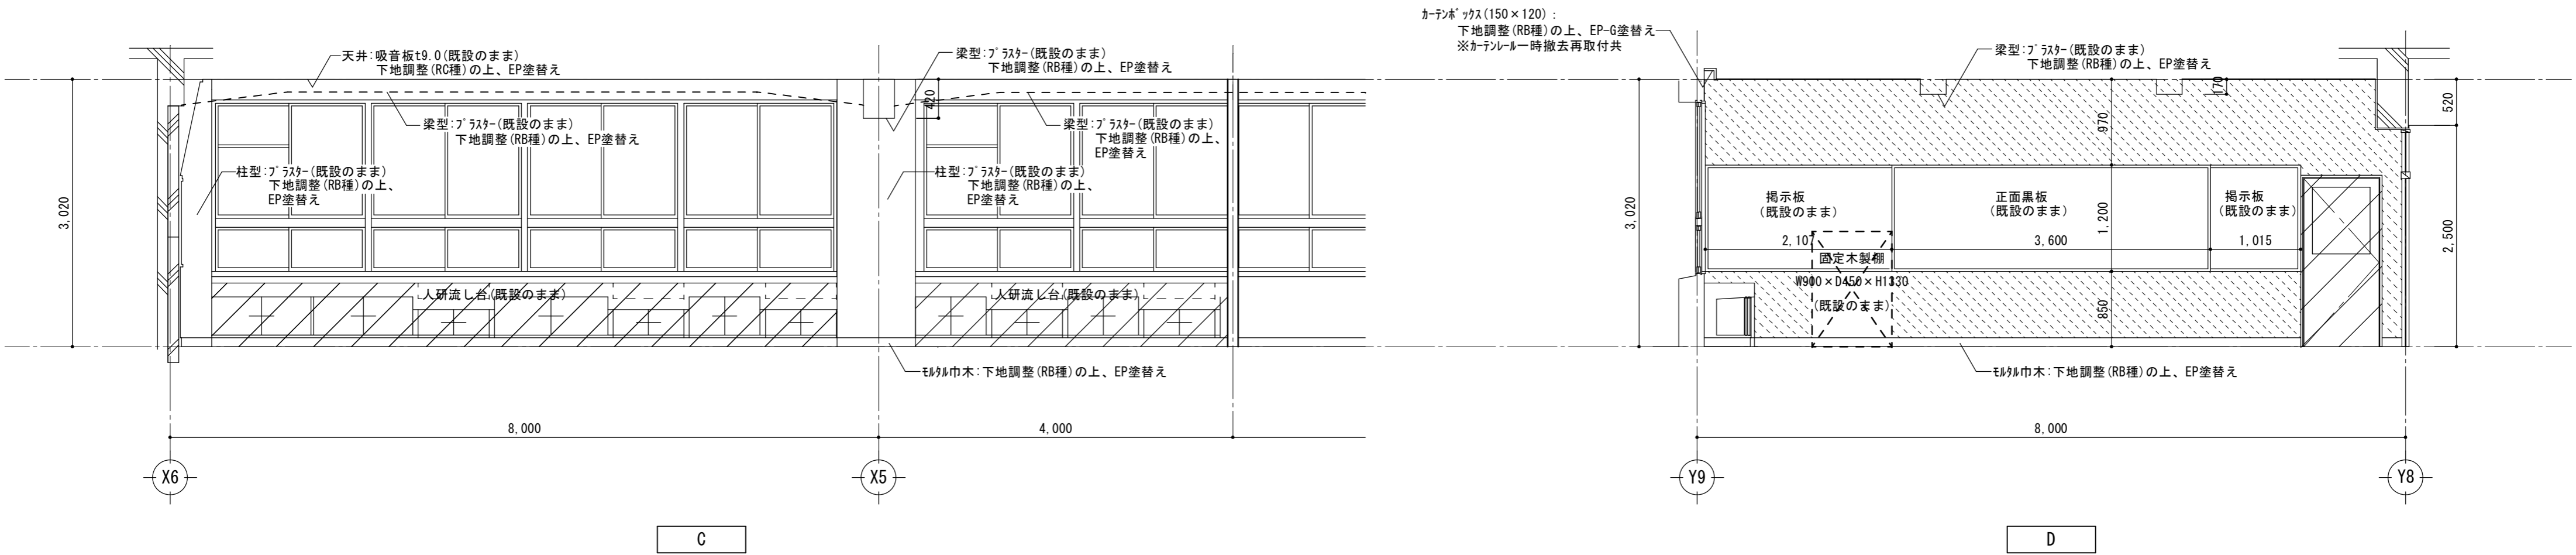 天井:吸音板t9.0(既設のまま)
下地調整(RC種)の上、EP塗替え
梁型:ﾌﾟﾗｽﾀｰ(既設のまま)
下地調整(RB種)の上、EP塗替え
梁型:ﾌﾟﾗｽﾀｰ(既設のまま)
下地調整(RB種)の上、EP塗替え
420
梁型:ﾌﾟﾗｽﾀｰ(既設のまま)
下地調整(RB種)の上、
EP塗替え
柱型:ﾌﾟﾗｽﾀｰ(既設のまま)
下地調整(RB種)の上、
EP塗替え
柱型:ﾌﾟﾗｽﾀｰ(既設のまま)
下地調整(RB種)の上、
EP塗替え
3,020
人研流し台(既設のまま)
人研流し台(既設のまま)
ﾓﾙﾀﾙ巾木:下地調整(RB種)の上、EP塗替え
8,000
4,000
X6
X5
C
ｶｰﾃﾝﾎﾞｯｸｽ(150×120):
下地調整(RB種)の上、EP-G塗替え
※ｶｰﾃﾝﾚｰﾙ一時撤去再取付共
梁型:ﾌﾟﾗｽﾀｰ(既設のまま)
下地調整(RB種)の上、EP塗替え
170
520
970
3,020
掲示板
(既設のまま)
正面黒板
(既設のまま)
掲示板
(既設のまま)
1,200
2,500
2,107
3,600
1,015
固定木製棚
W900×D450×H1330
(既設のまま)
850
ﾓﾙﾀﾙ巾木:下地調整(RB種)の上、EP塗替え
8,000
Y9
Y8
D